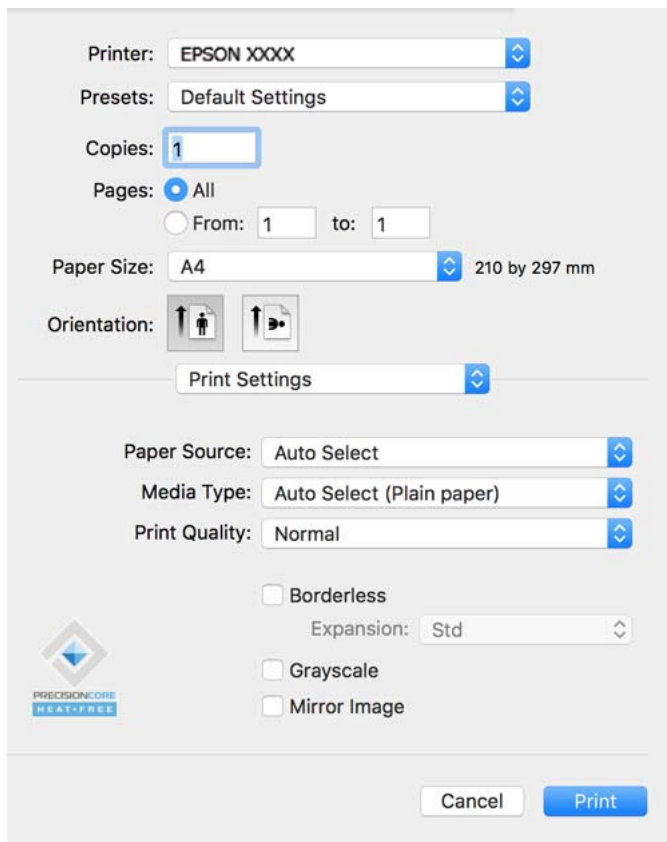 Printer: EPSON XXXX
Presets: Default Settings
Copies: 1
Pages: All
From: 1 to: 1
Paper Size: A4 210 by 297 mm
Orientation:
Print Settings
Paper Source: Auto Select
Media Type: Auto Select (Plain paper)
Print Quality: Normal
Borderless
Expansion: Std
Grayscale
Mirror Image
PRECISIONCORE
HEAT-FREE
Cancel Print